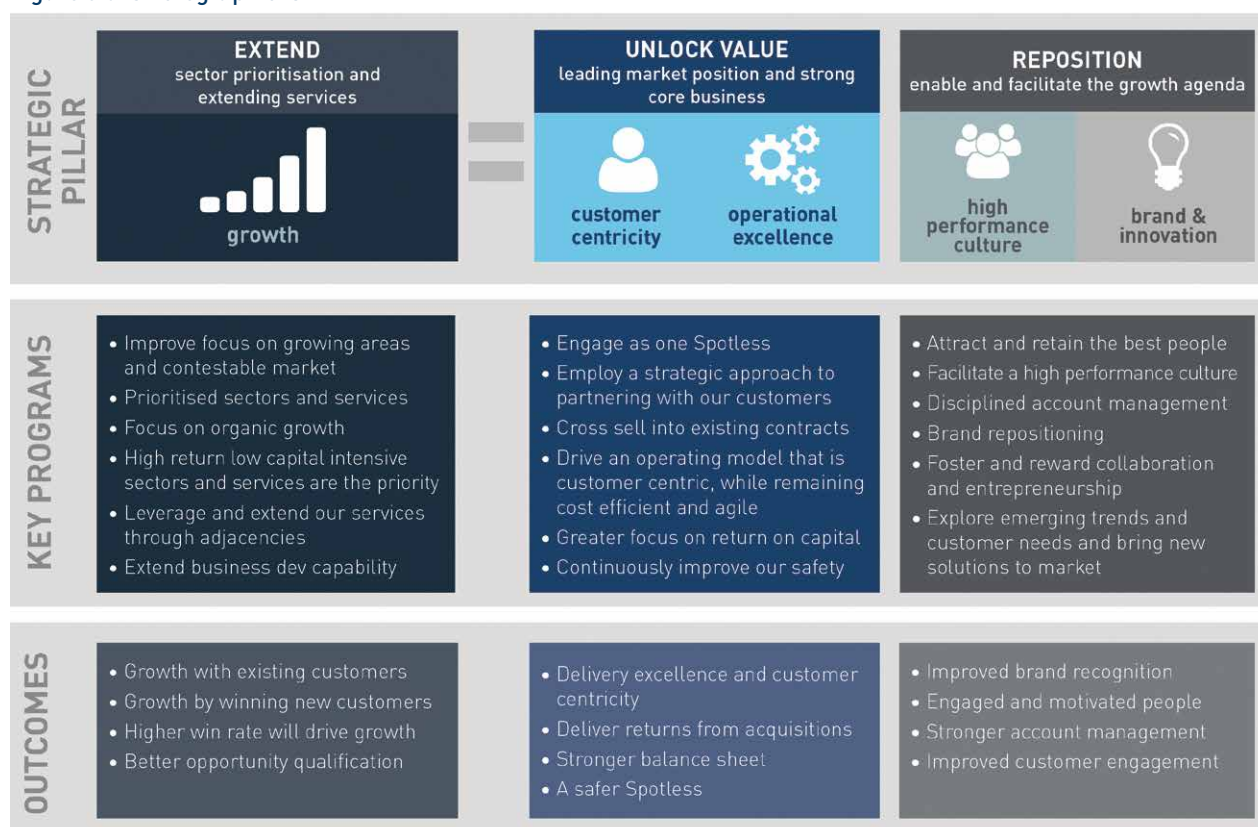 STRATEGIC
PILLAR
EXTEND
sector prioritisation and
extending services
growth
UNLOCK VALUE
leading market position and strong
core business
customer
centricity
operational
excellence
REPOSITION
enable and facilitate the growth agenda
high
performance
culture
brand &
innovation
KEY PROGRAMS
• Improve focus on growing areas
and contestable market
• Prioritised sectors and services
• Focus on organic growth
• High return low capital intensive
sectors and services are the priority
• Leverage and extend our services
through adjacencies
• Extend business dev capability
• Engage as one Spotless
• Employ a strategic approach to
partnering with our customers
• Cross sell into existing contracts
• Drive an operating model that is
customer centric, while remaining
cost efficient and agile
• Greater focus on return on capital
• Continuously improve our safety
• Attract and retain the best people
• Facilitate a high performance culture
• Disciplined account management
• Brand repositioning
• Foster and reward collaboration
and entrepreneurship
• Explore emerging trends and
customer needs and bring new
solutions to market
OUTCOMES
• Growth with existing customers
• Growth by winning new customers
• Higher win rate will drive growth
• Better opportunity qualification
• Delivery excellence and customer
centricity
• Deliver returns from acquisitions
• Stronger balance sheet
• A safer Spotless
• Improved brand recognition
• Engaged and motivated people
• Stronger account management
• Improved customer engagement